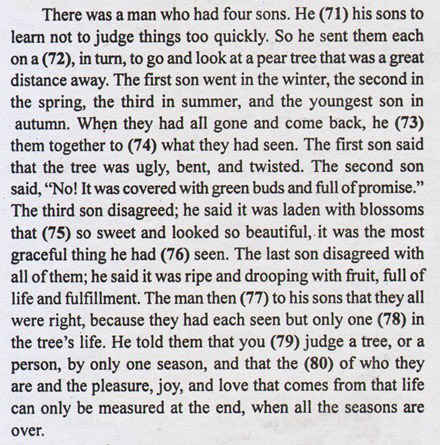 There was a man who had four sons. He (71) his sons to
learn not to judge things too quickly. So he sent them each
on a (72), in turn, to go and look at a pear tree that was a great
distance away. The first son went in the winter, the second in
the spring, the third in summer, and the youngest son in
autumn. When they had all gone and come back, he (73)
them together to (74) what they had seen. The first son said
that the tree was ugly, bent, and twisted. The second son
said, “No! It was covered with green buds and full of promise.”
The third son disagreed; he said it was laden with blossoms
that (75) so sweet and looked so beautiful, it was the most
graceful thing he had (76) seen. The last son disagreed with
all of them; he said it was ripe and drooping with fruit, full of
life and fulfillment. The man then (77) to his sons that they all
were right, because they had each seen but only one (78) in
the tree’s life. He told them that you (79) judge a tree, or a
person, by only one season, and that the (80) of who they
are and the pleasure, joy, and love that comes from that life
can only be measured at the end, when all the seasons are
over.